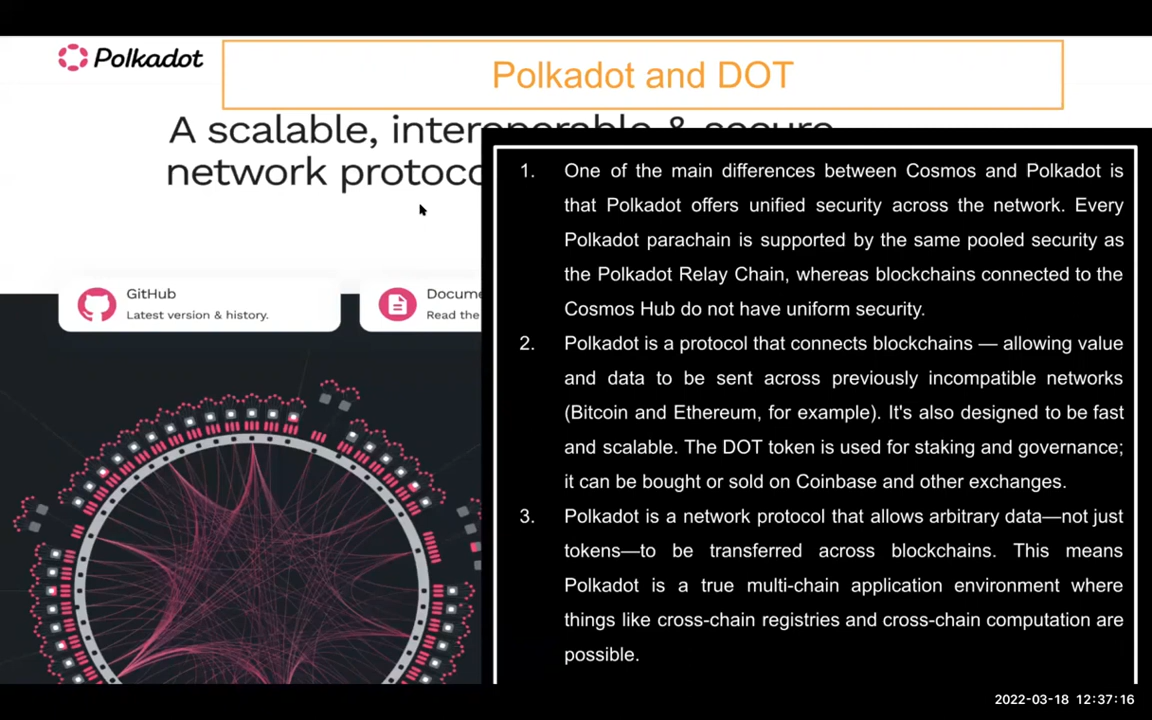 Polkadot
Polkadot and DOT
A scalable, interoperable & secure
network protoco
GitHub
Latest version & history.
Docume
Read the
1. One of the main differences between Cosmos and Polkadot is
that Polkadot offers unified security across the network. Every
Polkadot parachain is supported by the same pooled security as
the Polkadot Relay Chain, whereas blockchains connected to the
Cosmos Hub do not have uniform security.
2. Polkadot is a protocol that connects blockchains — allowing value
and data to be sent across previously incompatible networks
(Bitcoin and Ethereum, for example). It's also designed to be fast
and scalable. The DOT token is used for staking and governance;
it can be bought or sold on Coinbase and other exchanges.
3. Polkadot is a network protocol that allows arbitrary data—not just
tokens—to be transferred across blockchains. This means
Polkadot is a true multi-chain application environment where
things like cross-chain registries and cross-chain computation are
possible.
2022-03-18 12:37:16